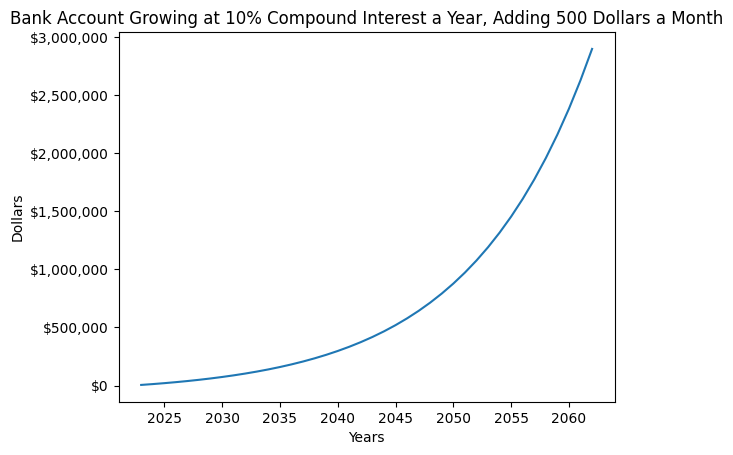 Bank Account Growing at 10% Compound Interest a Year, Adding 500 Dollars a Month
$3,000,000
$2,500,000
$2,000,000
$1,500,000
$1,000,000
$500,000
$0
Dollars
2025 2030 2035 2040 2045 2050 2055 2060
Years